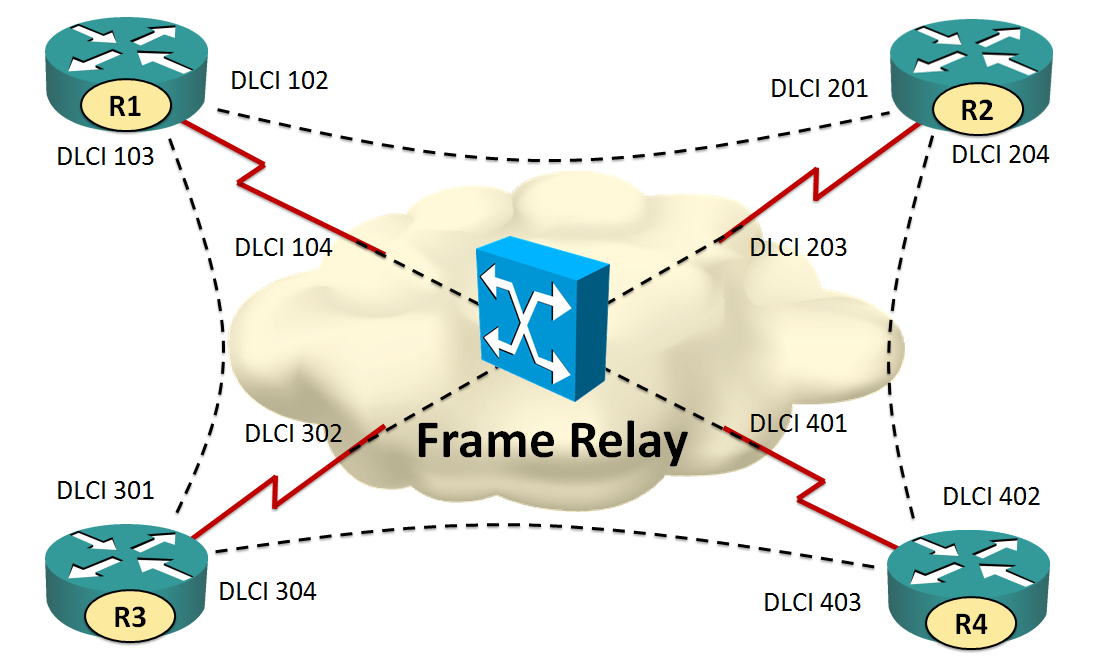 DLCI 102
DLCI 201
R1
R2
DLCI 103
DLCI 204
DLCI 104
DLCI 203
DLCI 302
DLCI 401
Frame Relay
DLCI 301
DLCI 402
DLCI 304
DLCI 403
R3
R4